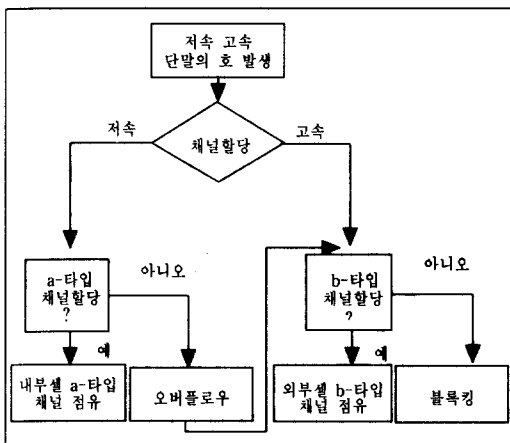 저속 고속
단말의 호 발생
채널할당
저속
고속
a-타입
채널할당
?
아니오
예
내부셀 a-타입
채널 점유
오버플로우
b-타입
채널할당
?
아니오
예
외부셀 b-타입
채널 점유
블록킹